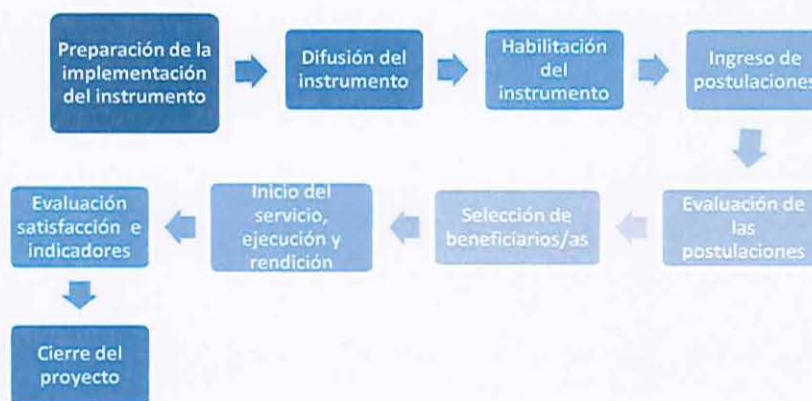 Preparación de la
implementación
del instrumento
Difusión del
instrumento
Habilitación
del
instrumento
Ingreso de
postulaciones
Evaluación de
las
postulaciones
Selección de
beneficiarios/as
Inicio del
servicio,
ejecución y
rendición
Evaluación
satisfacción e
indicadores
Cierre del
proyecto